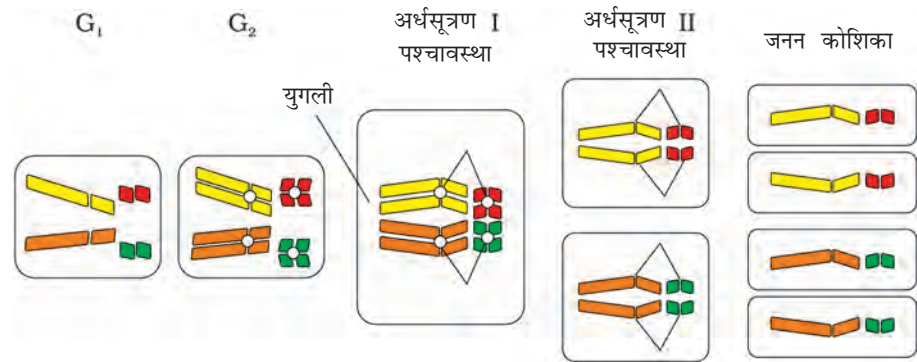 G₁
G₂
अर्धसूत्रण I
पश्चावस्था
अर्धसूत्रण II
पश्चावस्था
जनन कोशिका
युगली